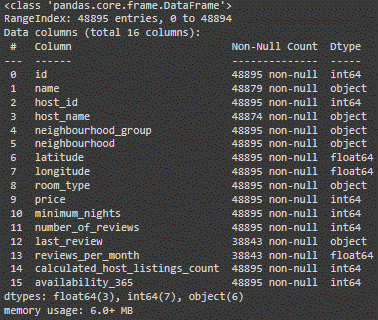 <class 'pandas.core.frame.DataFrame'>
RangeIndex: 48895 entries, 0 to 48894
Data columns (total 16 columns):
 #   Column                          Non-Null Count  Dtype
---  ------                          --------------  -----
 0   id                              48895 non-null  int64
 1   name                            48879 non-null  object
 2   host_id                         48895 non-null  int64
 3   host_name                       48874 non-null  object
 4   neighbourhood_group             48895 non-null  object
 5   neighbourhood                   48895 non-null  object
 6   latitude                        48895 non-null  float64
 7   longitude                       48895 non-null  float64
 8   room_type                       48895 non-null  object
 9   price                           48895 non-null  int64
 10  minimum_nights                  48895 non-null  int64
 11  number_of_reviews               48895 non-null  int64
 12  last_review                     38843 non-null  object
 13  reviews_per_month               38843 non-null  float64
 14  calculated_host_listings_count  48895 non-null  int64
 15  availability_365                48895 non-null  int64
dtypes: float64(3), int64(7), object(6)
memory usage: 6.0+ MB